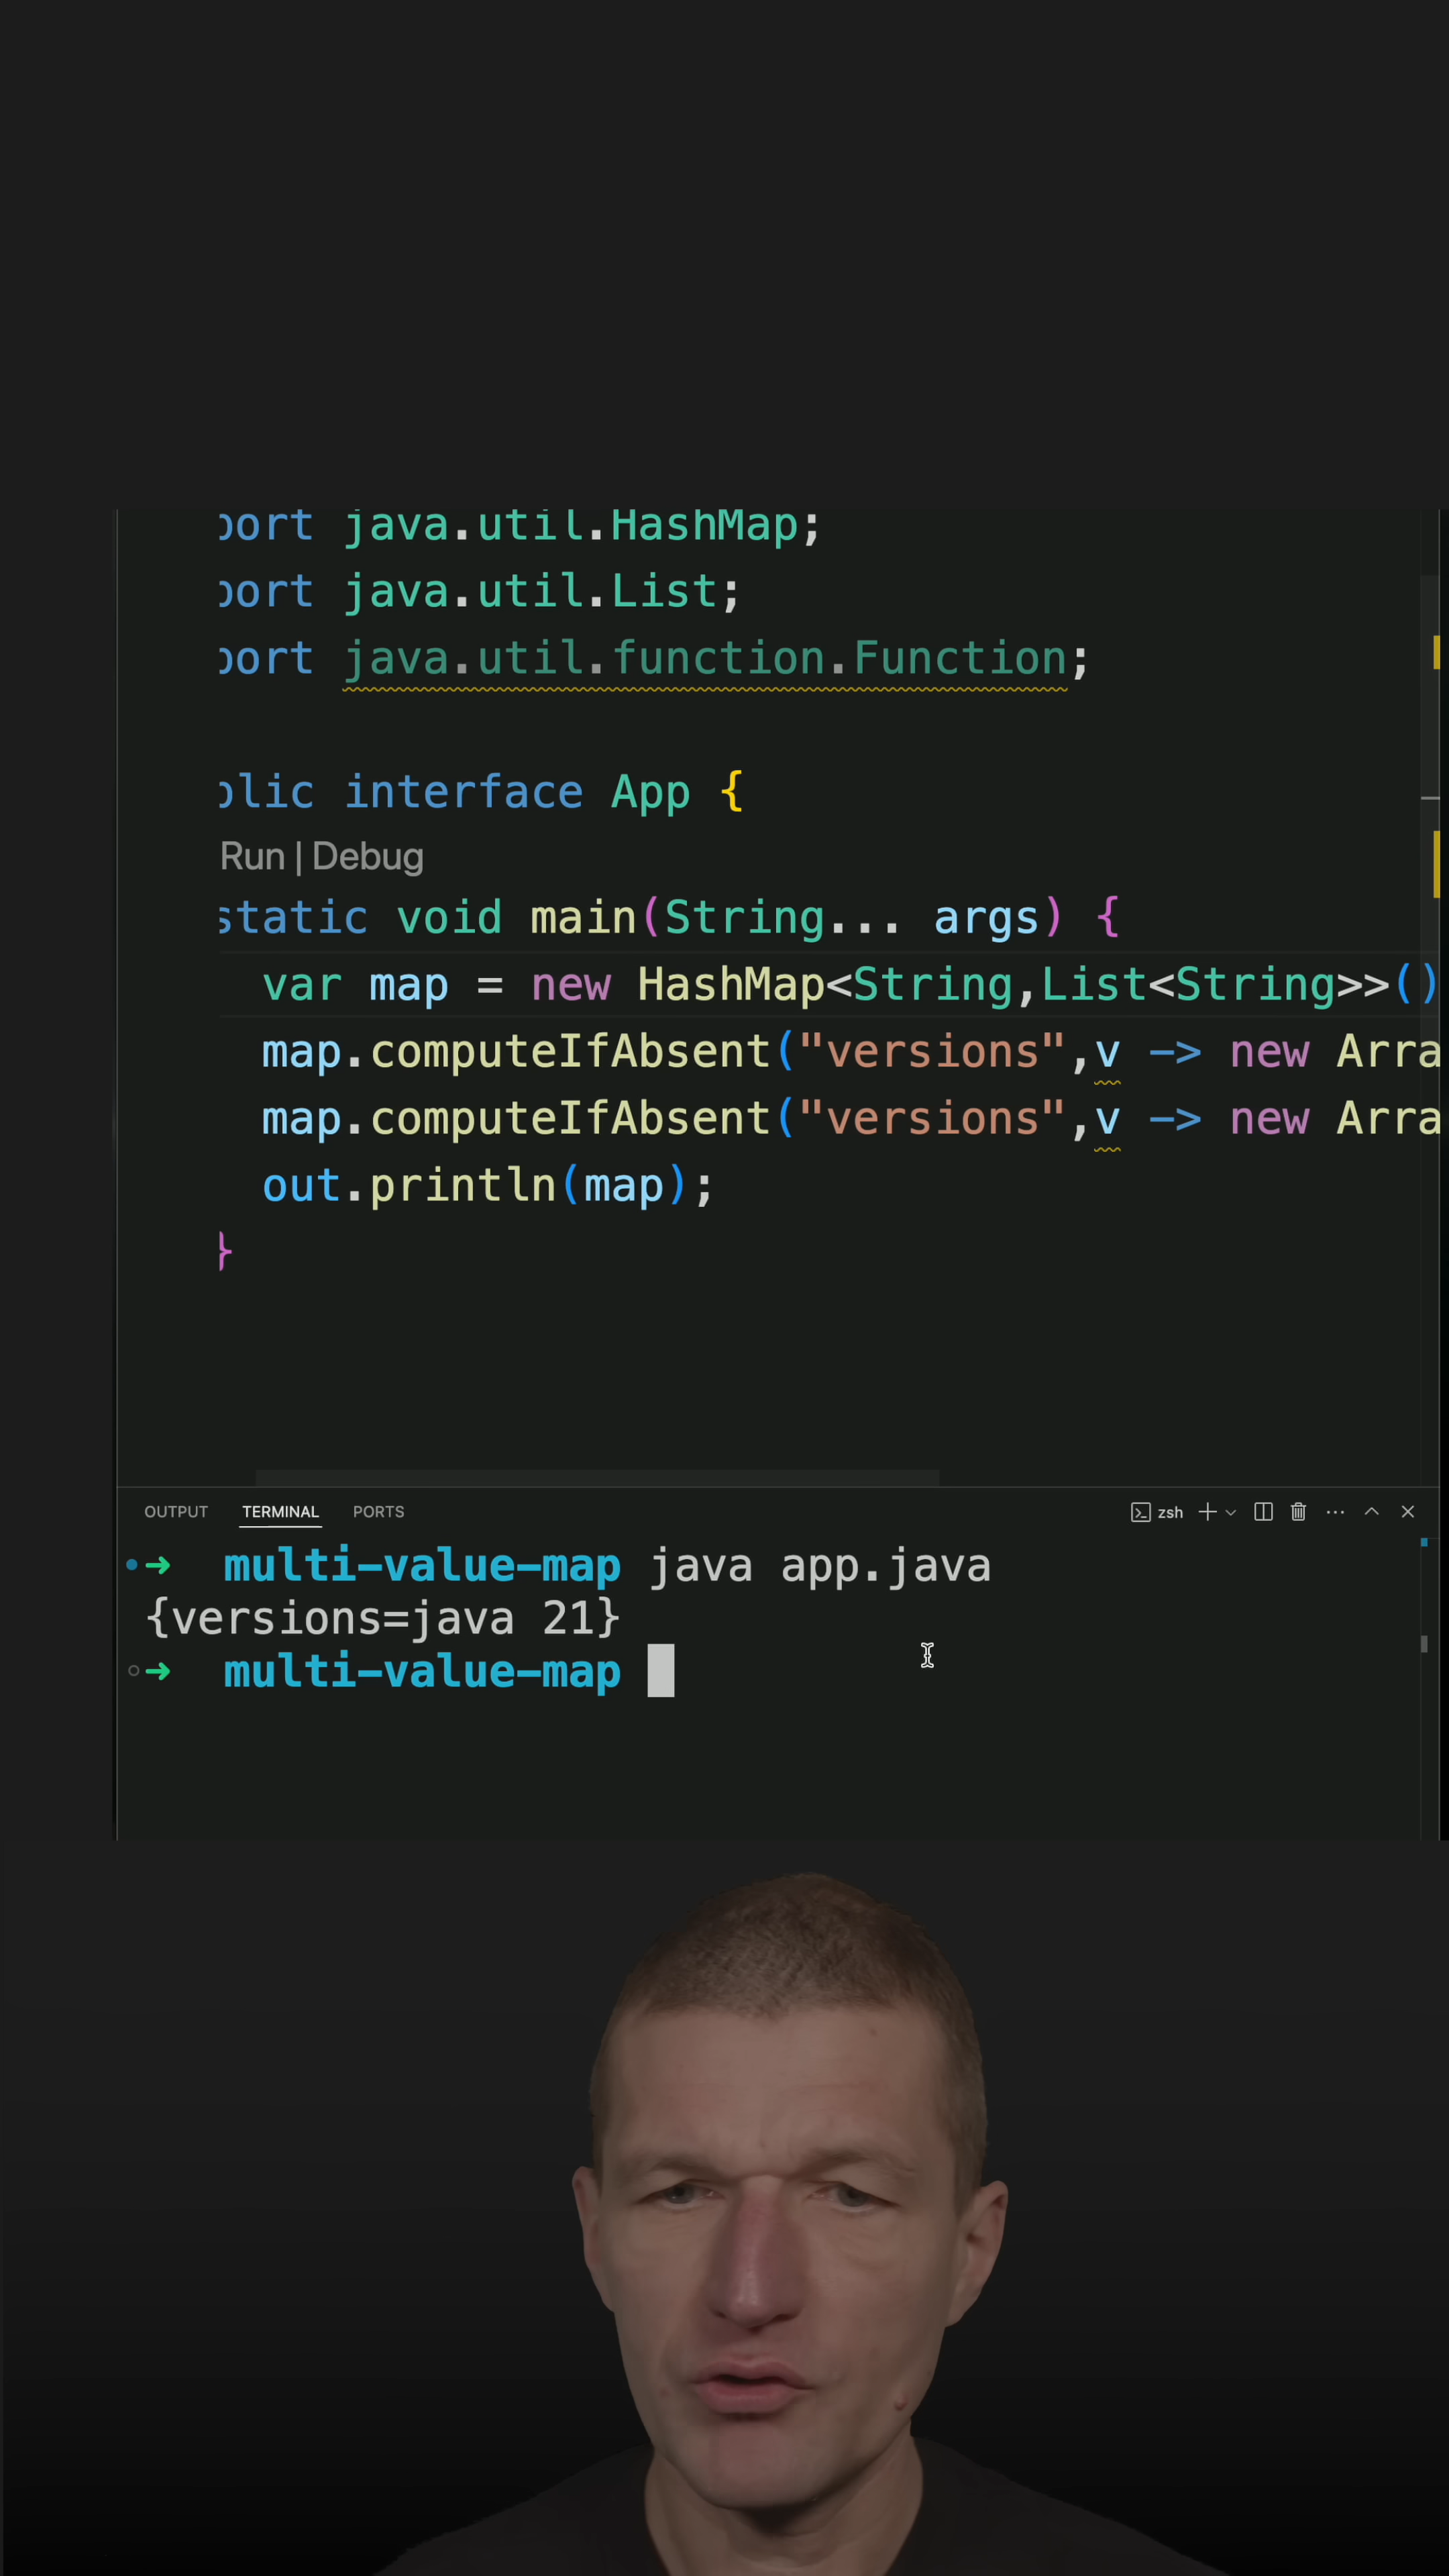 port java.util.HashMap;
port java.util.List;
port java.util.function.Function;
blic interface App {
Run | Debug
static void main(String... args) {
var map = new HashMap<String,List<String>>()
map.computeIfAbsent("versions",v -> new Arra
map.computeIfAbsent("versions",v -> new Arra
out.println(map);
}
OUTPUT TERMINAL PORTS zsh
➜ multi-value-map java app.java
{versions=java 21}
➜ multi-value-map